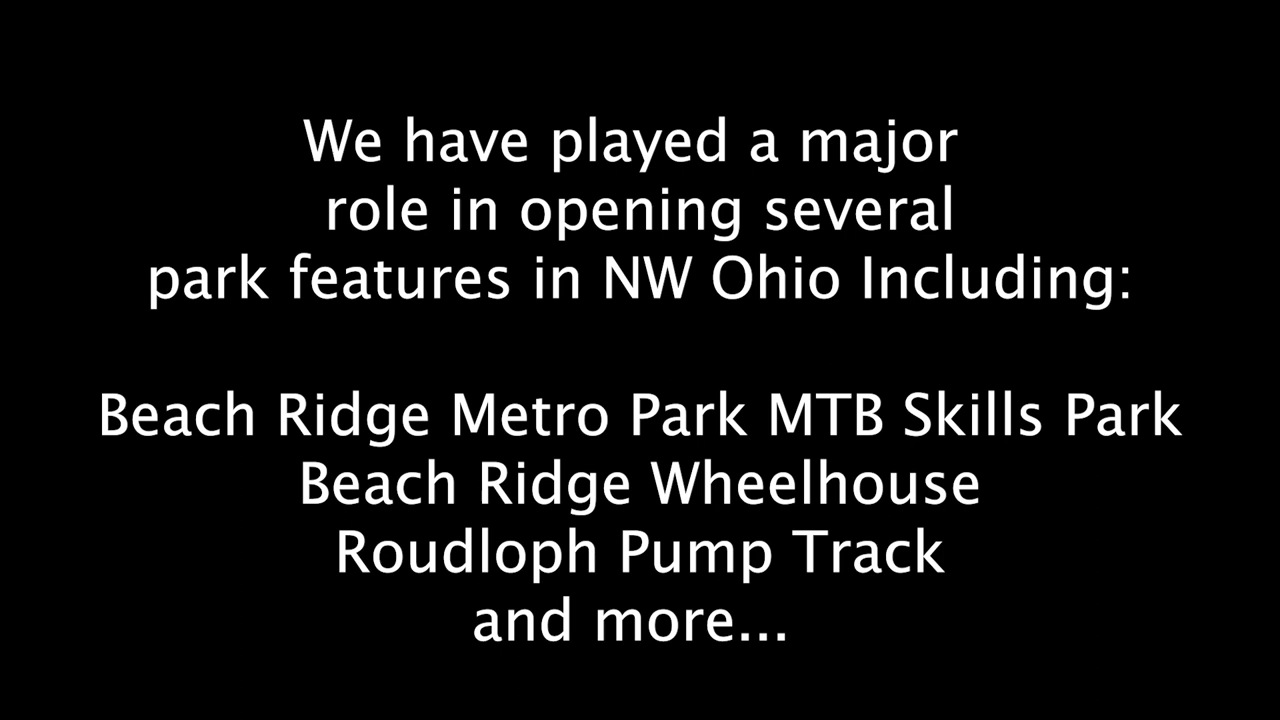 We have played a major
role in opening several
park features in NW Ohio Including:
Beach Ridge Metro Park MTB Skills Park
Beach Ridge Wheelhouse
Roudloph Pump Track
and more...